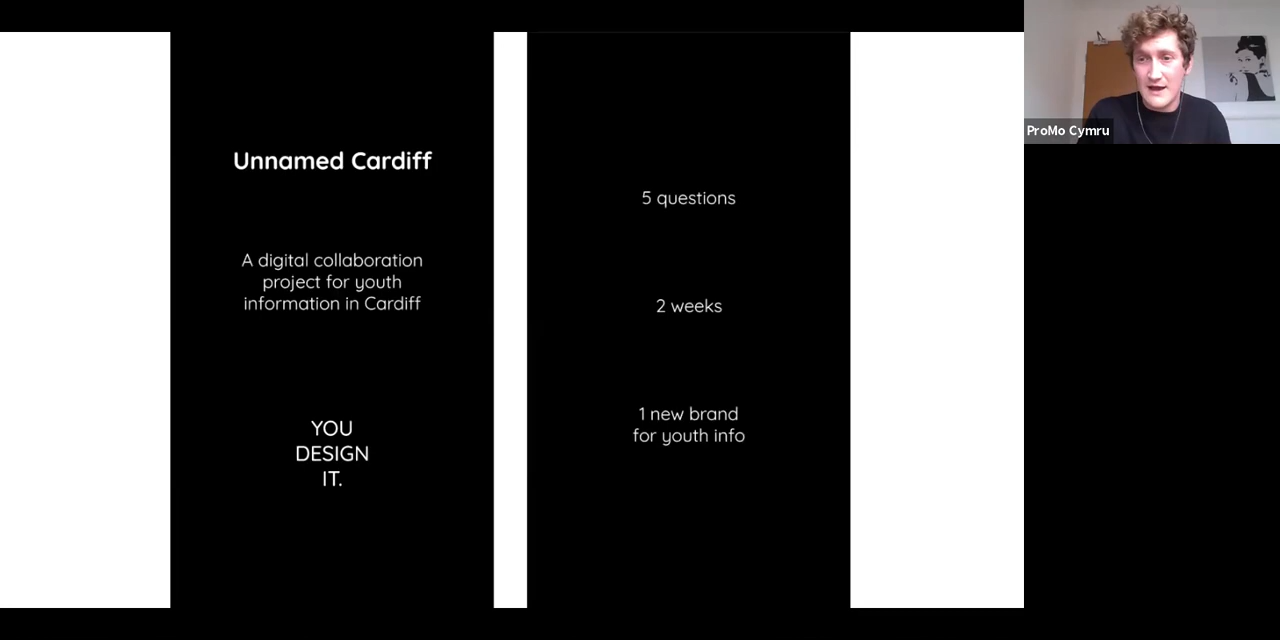 Unnamed Cardiff
A digital collaboration
project for youth
information in Cardiff
YOU
DESIGN
IT.
5 questions
2 weeks
1 new brand
for youth info
ProMo Cymru